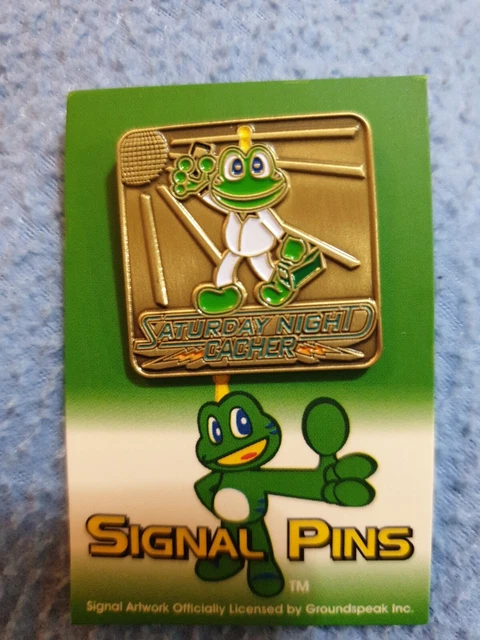 SATURDAY NIGHT
CACHER
SIGNAL PINS
TM
Signal Artwork Officially Licensed by Groundspeak Inc.